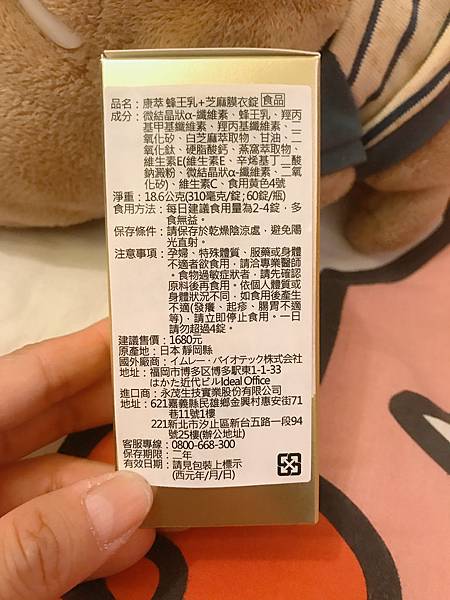 品名：康萃 蜂王乳+芝麻膜衣錠 食品
成分：微結晶狀α-纖維素、蜂王乳、羥丙
基甲基纖維素、羥丙基纖維素、二
氧化矽、白芝麻萃取物、甘油、二
氧化鈦、硬脂酸鈣、燕窩萃取物、
維生素E(維生素E、辛烯基丁二酸
鈉澱粉、微結晶狀α-纖維素、二氧
化矽)、維生素C、食用黃色4號
淨重：18.6公克(310毫克/錠;60錠/瓶)
食用方法：每日建議食用量為2-4錠，多
食無益。
保存條件：請保存於乾燥陰涼處，避免陽
光直射。
注意事項：孕婦、特殊體質、服藥或身體
不適者欲食用，請洽專業醫師
。食物過敏症狀者，請先確認
原料後再食用。依個人體質或
身體狀況不同，如食用後產生
不適(發癢、起疹、腸胃不適
等)，請立即停止食用。一日
請勿超過4錠。
建議售價：1680元
原產地：日本 靜岡縣
國外廠商：イムレー・バイオテック株式会社
地址：福岡市博多区博多駅東1-1-33
はかた近代ビルIdeal Office
進口商：永茂生技實業股份有限公司
地址：621嘉義縣民雄鄉金興村惠安街71
巷11號1樓
221新北市汐止區新台五路一段94
號25樓(辦公地址)
客服專線：0800-668-300
保存期限：二年
有效日期：請見包裝上標示
(西元年/月/日)